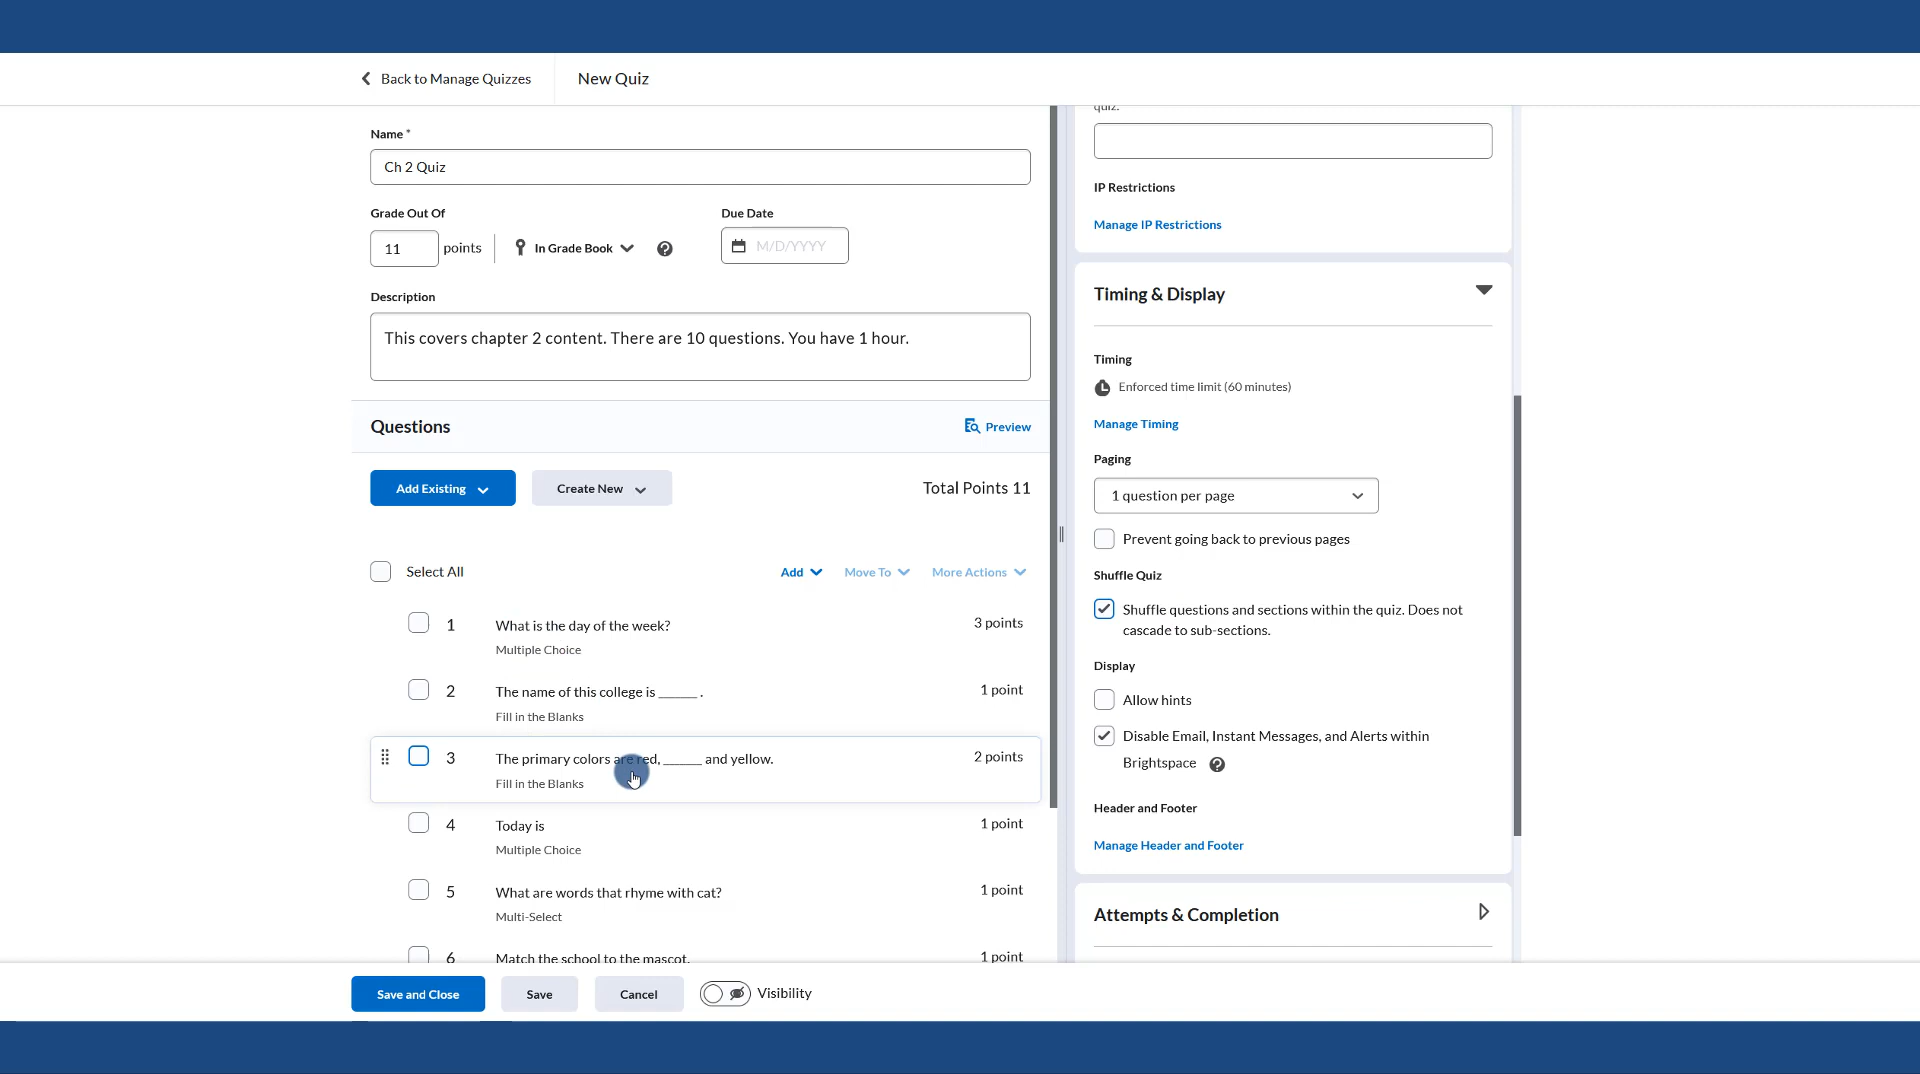 Back to Manage Quizzes
New Quiz
Name *
Ch 2 Quiz
Grade Out Of
11 points
In Grade Book
Due Date
M/D/YYYY
Description
This covers chapter 2 content. There are 10 questions. You have 1 hour.
Questions
Preview
Add Existing
Create New
Total Points 11
Select All
Add
Move To
More Actions
1 What is the day of the week? 3 points
Multiple Choice
2 The name of this college is ______ . 1 point
Fill in the Blanks
3 The primary colors are red, ______ and yellow. 2 points
Fill in the Blanks
4 Today is 1 point
Multiple Choice
5 What are words that rhyme with cat? 1 point
Multi-Select
6 Match the school to the mascot. 1 point
quiz.
IP Restrictions
Manage IP Restrictions
Timing & Display
Timing
Enforced time limit (60 minutes)
Manage Timing
Paging
1 question per page
Prevent going back to previous pages
Shuffle Quiz
Shuffle questions and sections within the quiz. Does not
cascade to sub-sections.
Display
Allow hints
Disable Email, Instant Messages, and Alerts within
Brightspace
Header and Footer
Manage Header and Footer
Attempts & Completion
Save and Close
Save
Cancel
Visibility